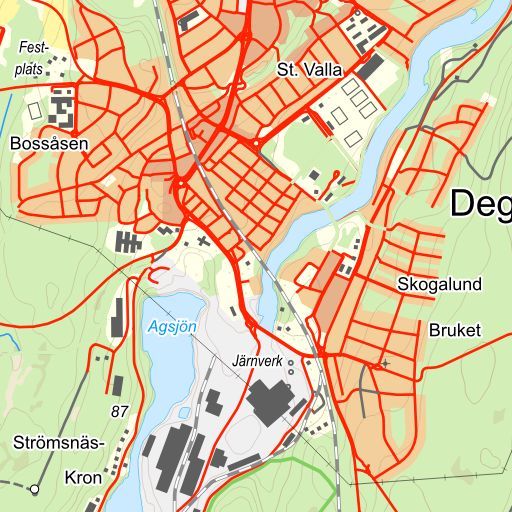 Fest-
plats
St. Valla
Bossåsen
Deg
Skogalund
Agsjön
Bruket
Järnverk
87
Strömsnäs-
Kron